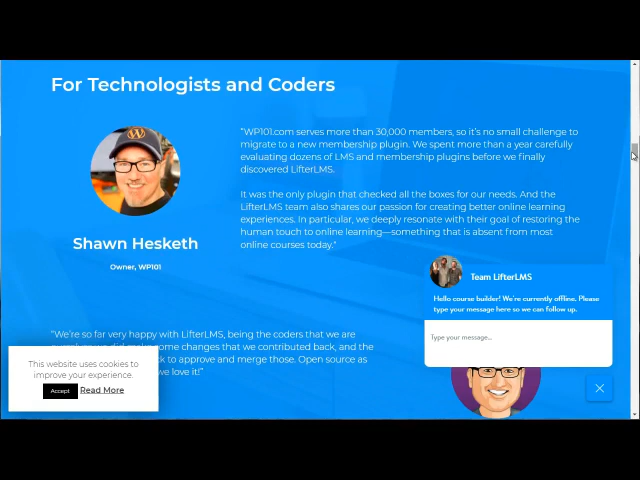 For Technologists and Coders
"WP101.com serves more than 30,000 members, so it's no small challenge to
migrate to a new membership plugin. We spent more than a year carefully
evaluating dozens of LMS and membership plugins before we finally
discovered LifterLMS.
It was the only plugin that checked all the boxes for our needs. And the
LifterLMS team also shares our passion for creating better online learning
experiences. In particular, we deeply resonate with their goal of restoring the
human touch to online learning—something that is absent from most
online courses today."
Shawn Hesketh
Owner, WP101
Team LifterLMS
Hello course builder! We're currently offline. Please
type your message here so we can follow up.
Type your message...
"We're so far very happy with LifterLMS, being the coders that we are
some changes that we contributed back, and the
to approve and merge those. Open source as
we love it!"
This website uses cookies to
improve your experience.
Accept Read More